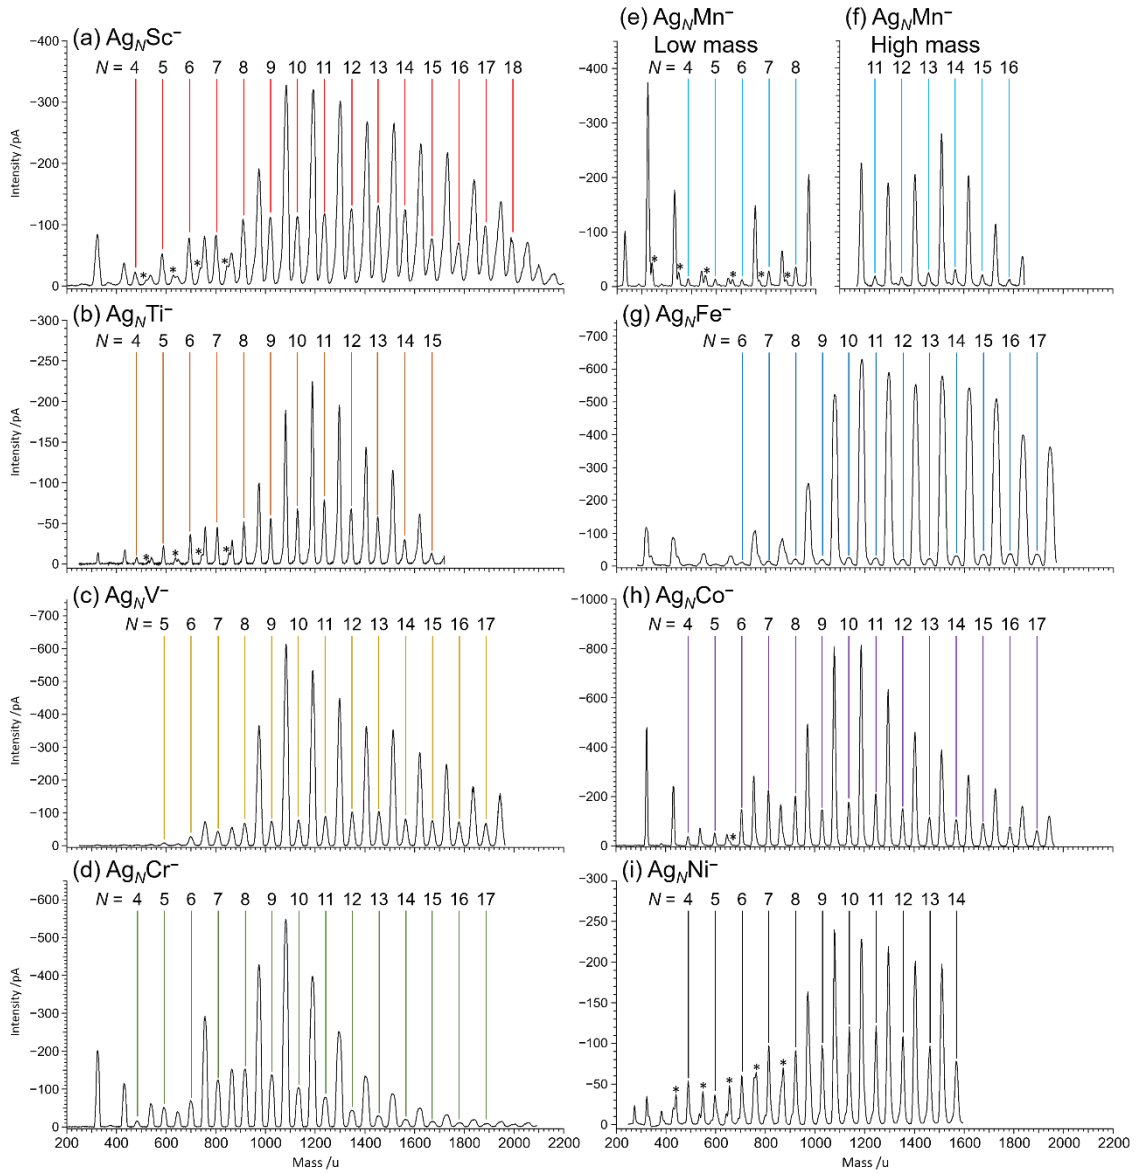 (a) AgNSc−
N = 4 5 6 7 8 9 10 11 12 13 14 15 16 17 18
−400
−300
−200
−100
0
Intensity /pA
* * * *
(b) AgNTi−
N = 4 5 6 7 8 9 10 11 12 13 14 15
−300
−250
−200
−150
−100
−50
0
Intensity /pA
* * * *
(c) AgNV−
N = 5 6 7 8 9 10 11 12 13 14 15 16 17
−700
−600
−500
−400
−300
−200
−100
0
Intensity /pA
(d) AgNCr−
N = 4 5 6 7 8 9 10 11 12 13 14 15 16 17
−600
−500
−400
−300
−200
−100
0
Intensity /pA
200 400 600 800 1000 1200 1400 1600 1800 2000 2200
Mass /u
(e) AgNMn−
Low mass
N = 4 5 6 7 8
−400
−300
−200
−100
0
* * * * * *
(f) AgNMn−
High mass
11 12 13 14 15 16
(g) AgNFe−
N = 6 7 8 9 10 11 12 13 14 15 16 17
−700
−600
−500
−400
−300
−200
−100
0
(h) AgNCo−
N = 4 5 6 7 8 9 10 11 12 13 14 15 16 17
−1000
−800
−600
−400
−200
0
*
(i) AgNNi−
N = 4 5 6 7 8 9 10 11 12 13 14
−300
−250
−200
−150
−100
−50
0
* * * * *
200 400 600 800 1000 1200 1400 1600 1800 2000 2200
Mass /u